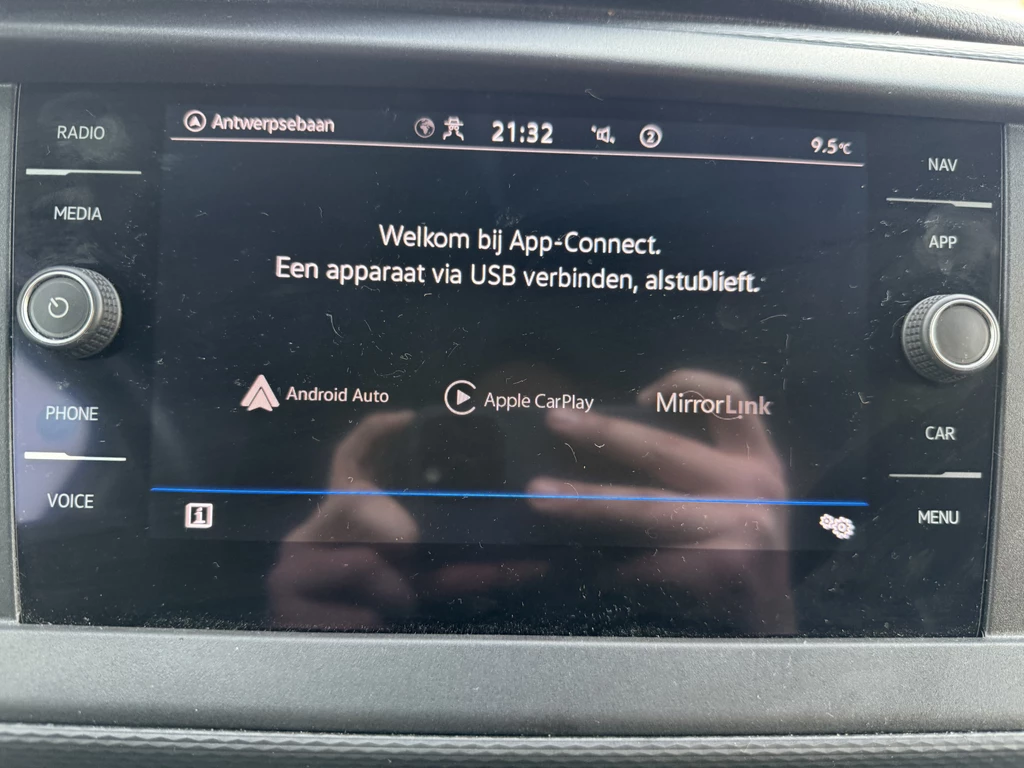 RADIO
MEDIA
PHONE
VOICE
Antwerpsebaan
21:32
2
9.5°C
Welkom bij App-Connect.
Een apparaat via USB verbinden, alstublieft.
Android Auto
Apple CarPlay
MirrorLink
i
NAV
APP
CAR
MENU